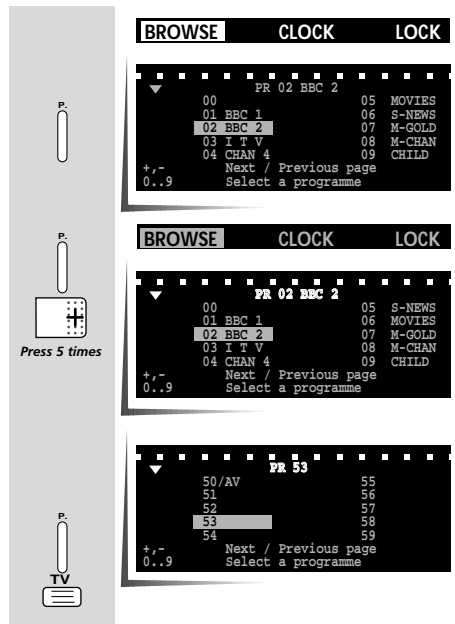 BROWSE CLOCK LOCK
P.
PR 02 BBC 2
00 05 MOVIES
01 BBC 1 06 S-NEWS
02 BBC 2 07 M-GOLD
03 I T V 08 M-CHAN
04 CHAN 4 09 CHILD
+,- Next / Previous page
0..9 Select a programme
P.
BROWSE CLOCK LOCK
+
Press 5 times
PR 02 BBC 2
00 05 S-NEWS
01 BBC 1 06 MOVIES
02 BBC 2 07 M-GOLD
03 I T V 08 M-CHAN
04 CHAN 4 09 CHILD
+,- Next / Previous page
0..9 Select a programme
PR 53
50/AV 55
51 56
52 57
53 58
54 59
+,- Next / Previous page
0..9 Select a programme
P.
TV